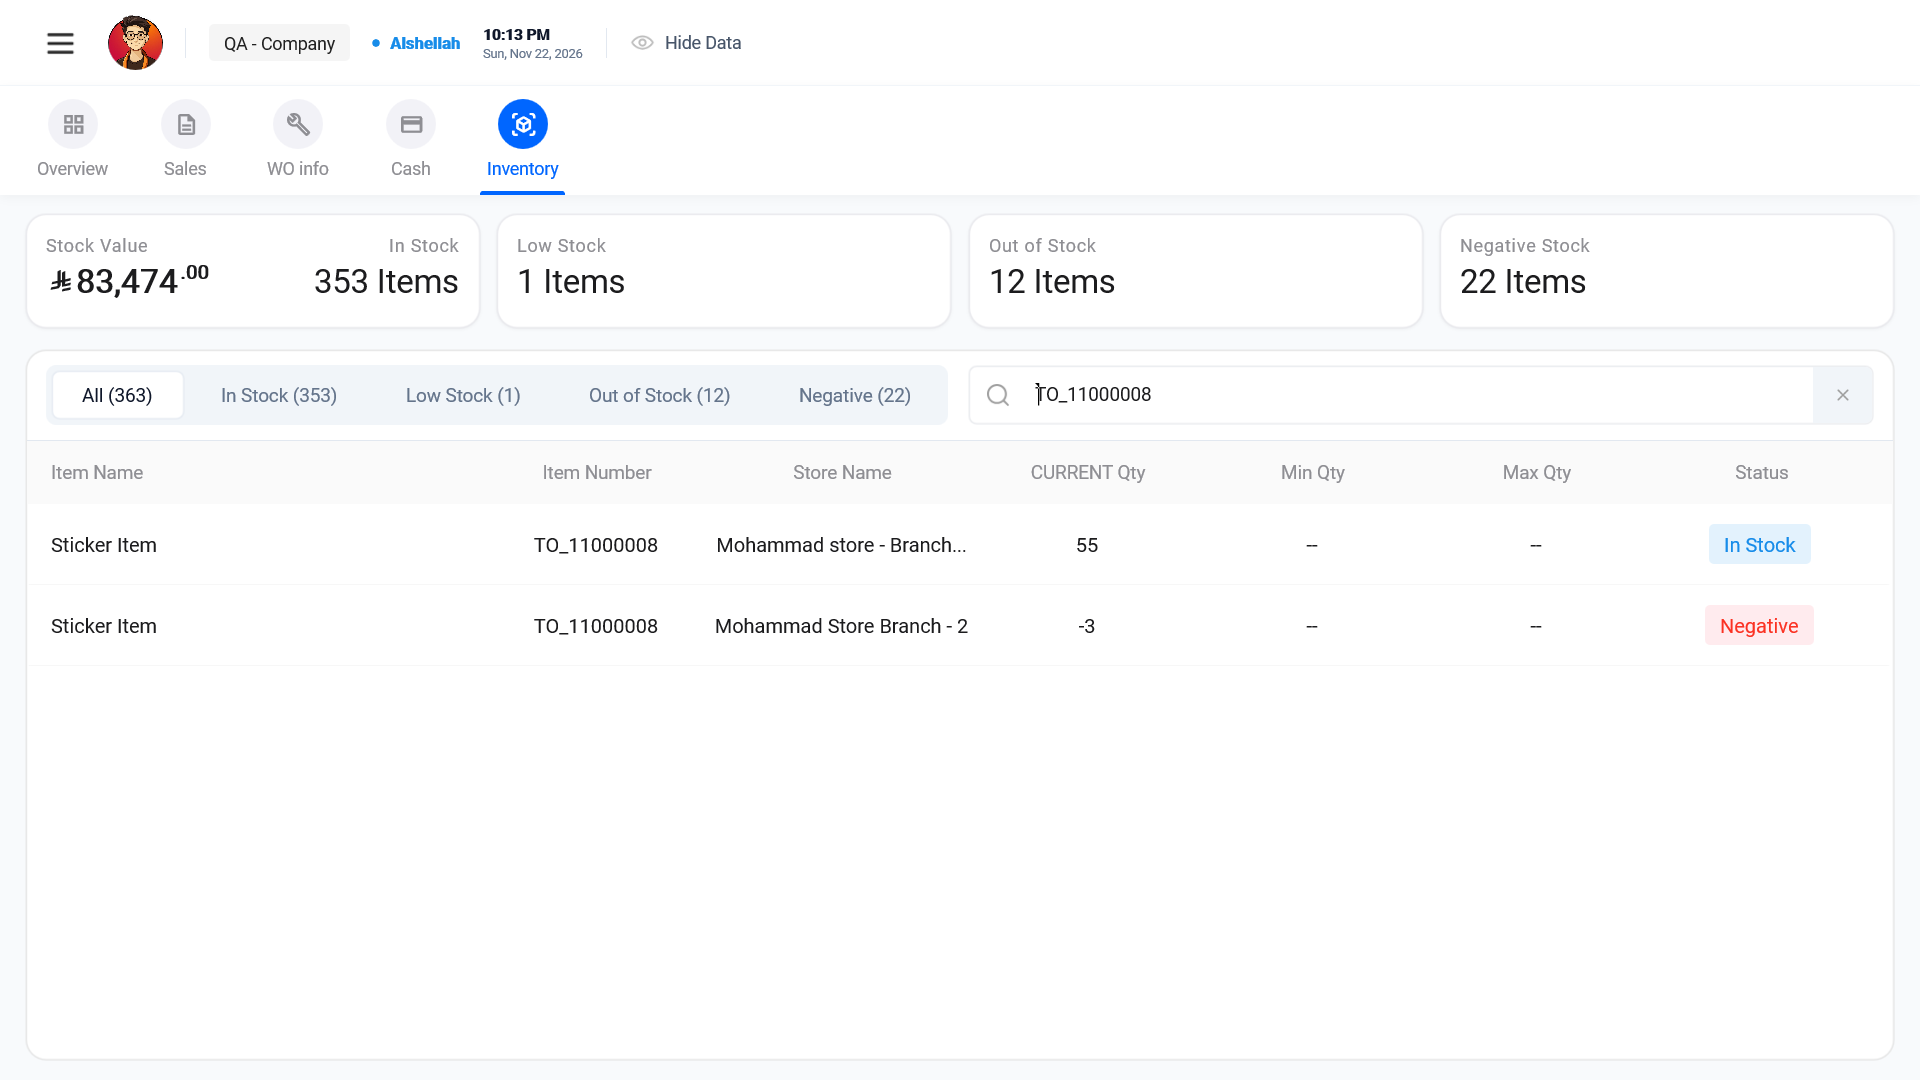 QA - Company
Alshellah
10:13 PM
Sun, Nov 22, 2026
Hide Data
Overview
Sales
WO info
Cash
Inventory
Stock Value
In Stock
83,474.00
353 Items
Low Stock
1 Items
Out of Stock
12 Items
Negative Stock
22 Items
All (363)
In Stock (353)
Low Stock (1)
Out of Stock (12)
Negative (22)
TO_11000008
Item Name Item Number Store Name CURRENT Qty Min Qty Max Qty Status
Sticker Item TO_11000008 Mohammad store - Branch... 55 -- -- In Stock
Sticker Item TO_11000008 Mohammad Store Branch - 2 -3 -- -- Negative